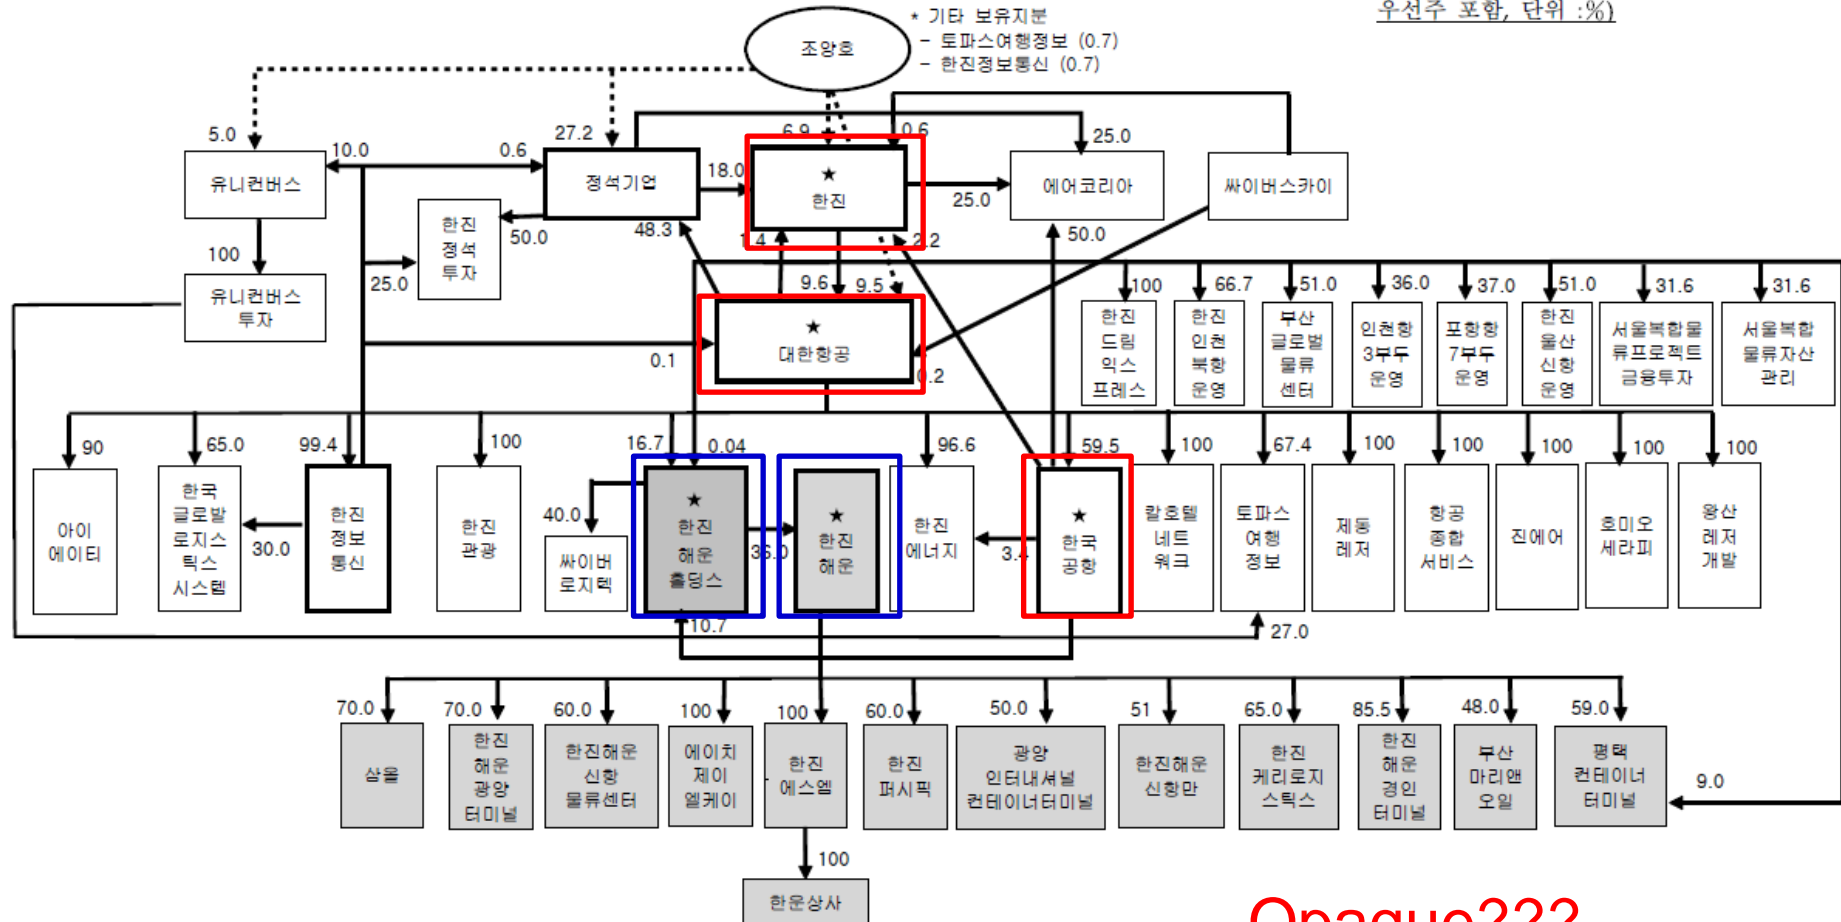 * 기타 보유지분
우선주 포함, 단위 :%)
조양호
- 토파스여행정보 (0.7)
- 한진정보통신 (0.7)
5.0
27.2
6.9
0.6
25.0
10.0
0.6
18.0
유니컨버스
정석기업
★
한진
에어코리아
싸이버스카이
25.0
한진
정석
투자
50.0
48.3
1.4
2.2
50.0
100
25.0
9.6
9.5
유니컨버스
투자
100
66.7
51.0
36.0
37.0
51.0
31.6
31.6
★
대한항공
0.1
0.2
한진
드림
익스
프레스
한진
인천
북항
운영
부산
글로벌
물류
센터
인천항
3부두
운영
포항항
7부두
운영
한진
울산
신항
운영
서울복합물
류프로젝트
금융투자
서울복합
물류자산
관리
90
65.0
99.4
100
16.7
0.04
96.6
59.5
100
67.4
100
100
100
100
100
아이
에이티
한국
글로발
로지스
틱스
시스템
30.0
한진
정보
통신
한진
관광
40.0
싸이버
로지텍
★
한진
해운
홀딩스
36.0
★
한진
해운
한진
에너지
3.4
★
한국
공항
칼호텔
네트
워크
토파스
여행
정보
제동
레저
항공
종합
서비스
진에어
호미오
세라피
왕산
레저
개발
10.7
27.0
70.0
70.0
60.0
100
100
60.0
50.0
51
65.0
85.5
48.0
59.0
삼올
한진
해운
광양
터미널
한진해운
신항
물류센터
에이치
제이
엘케이
한진
에스엠
한진
퍼시픽
광양
인터내셔널
컨테이너터미널
한진해운
신항만
한진
케리로지
스틱스
한진
해운
경인
터미널
부산
마리앤
오일
평택
컨테이너
터미널
9.0
100
한운상사
Opaque???